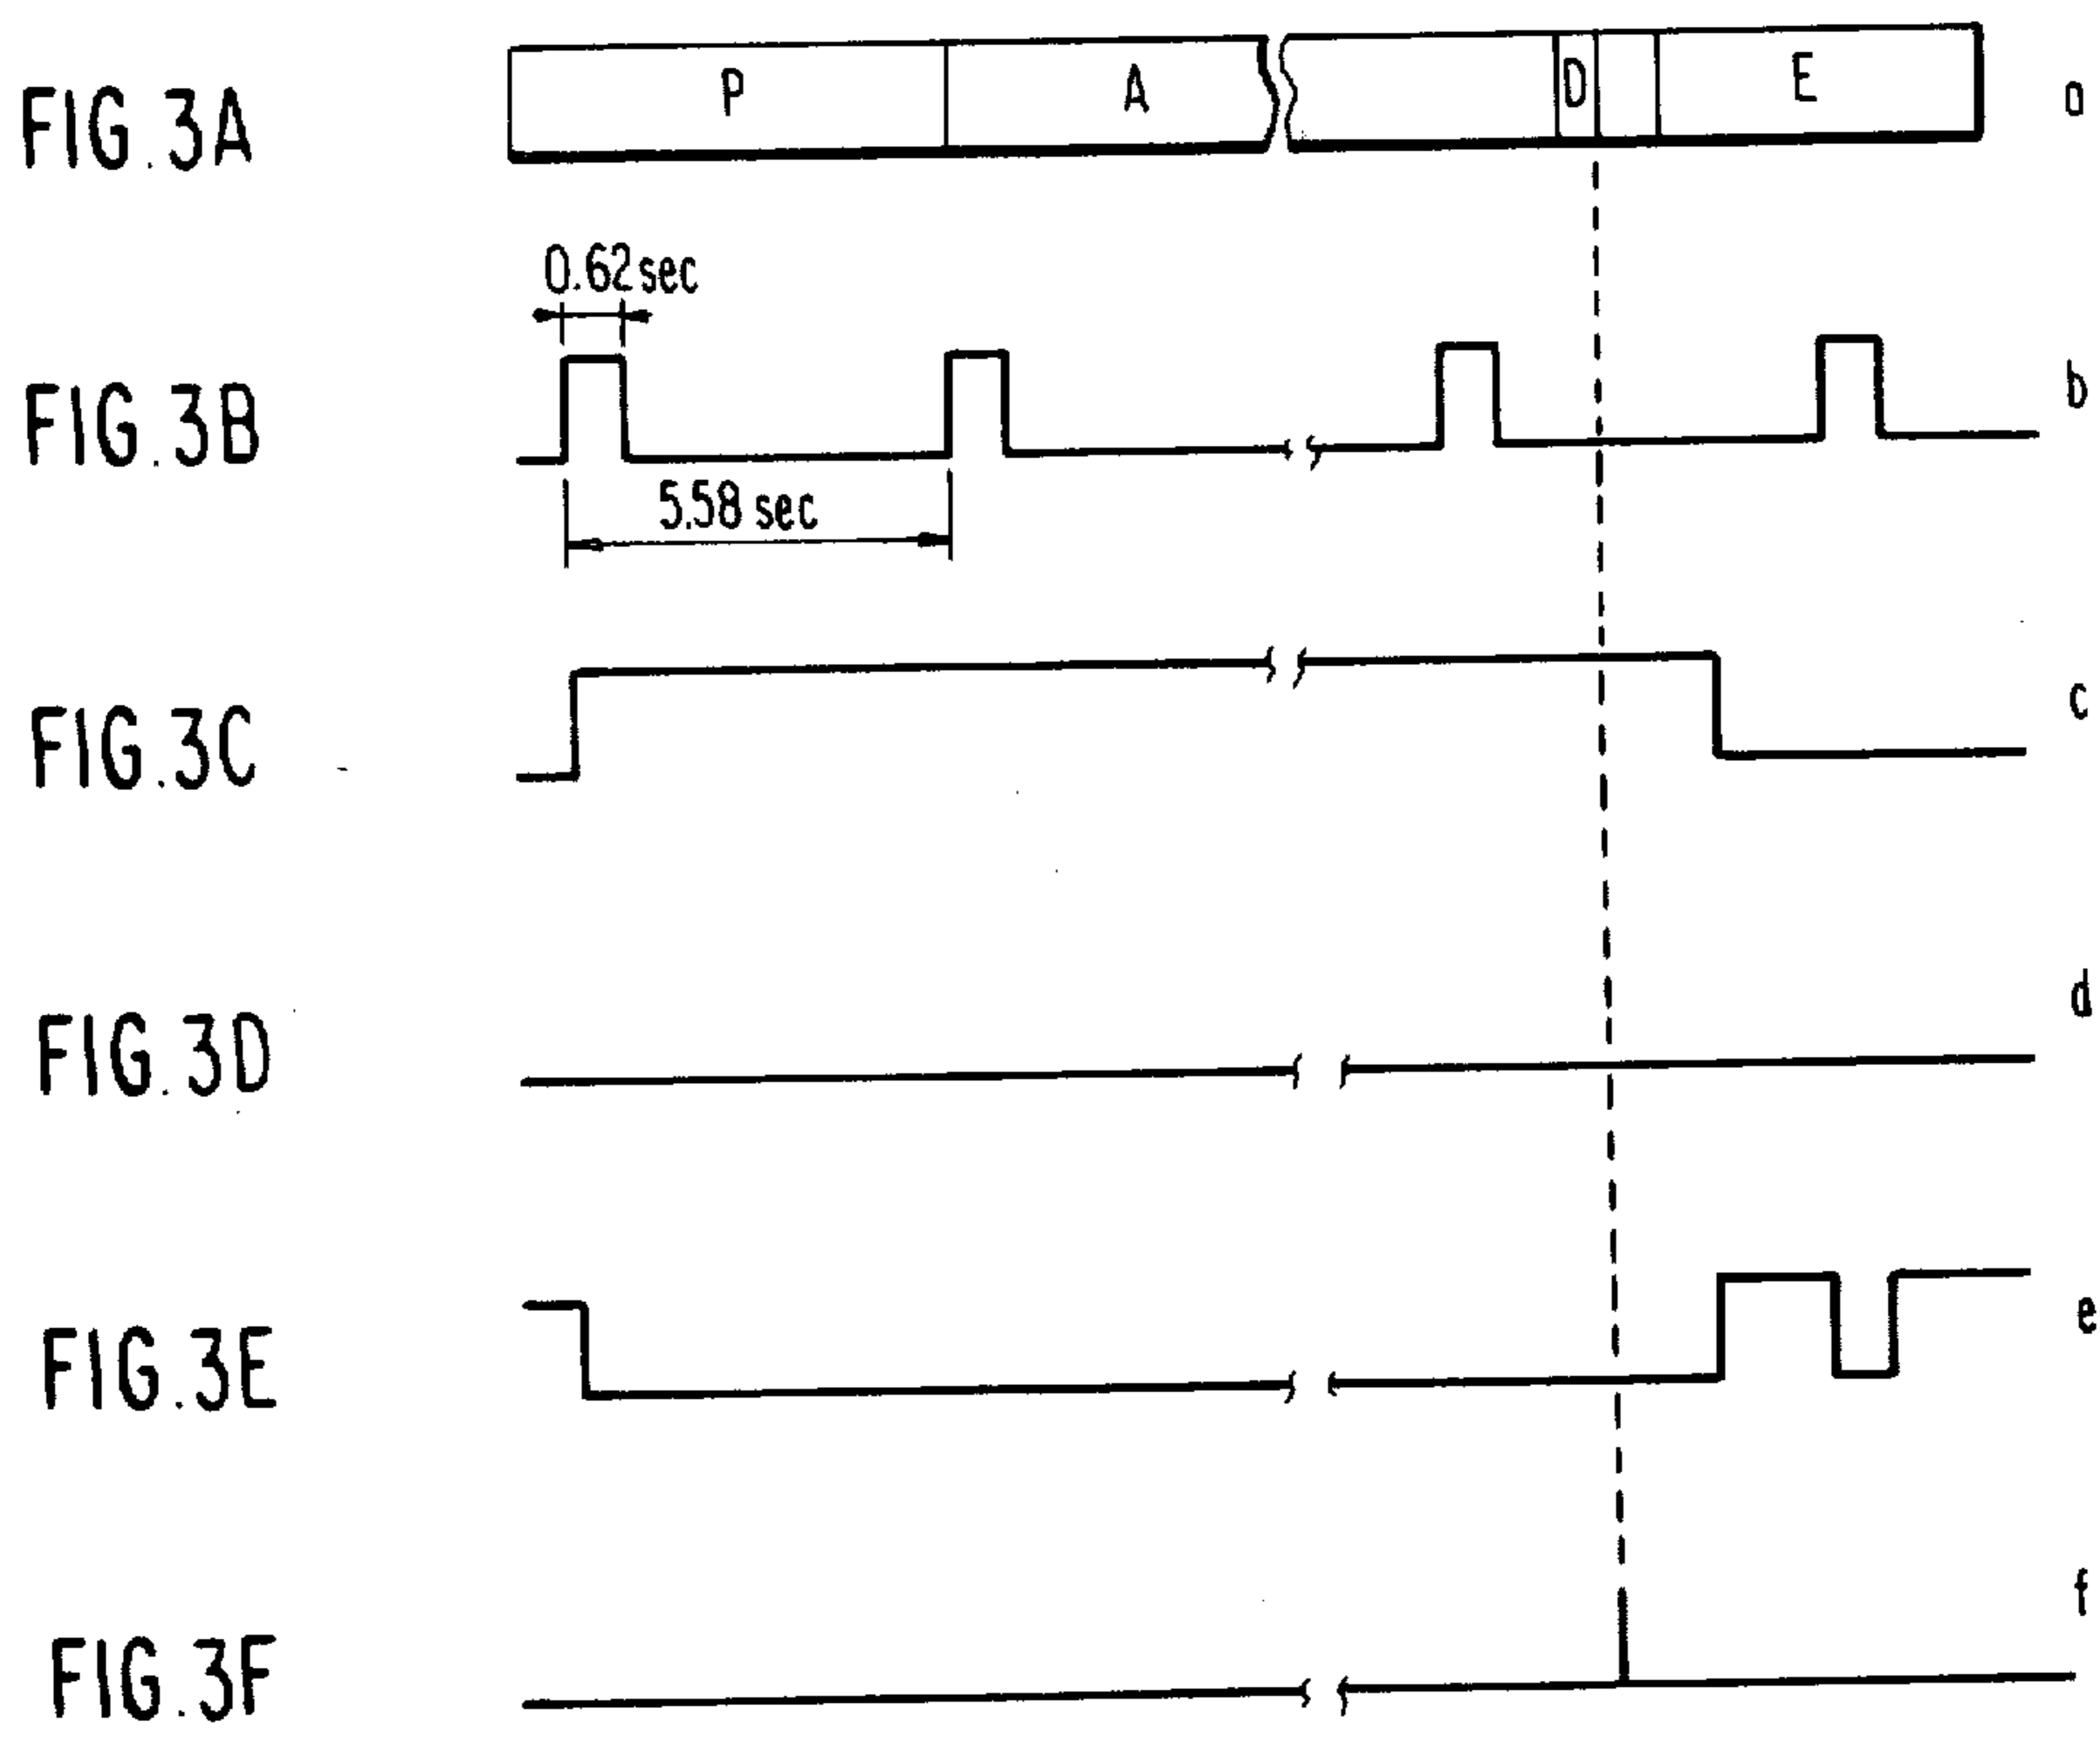 FIG.3A P A D E a
0.62sec
FIG.3B b
5.58 sec
FIG.3C c
FIG.3D d
FIG.3E e
FIG.3F f